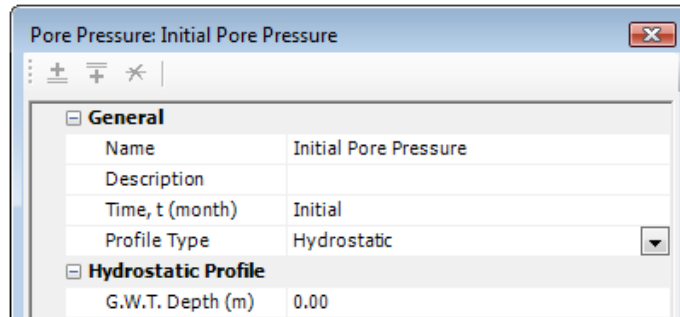 Pore Pressure: Initial Pore Pressure
General
Name Initial Pore Pressure
Description
Time, t (month) Initial
Profile Type Hydrostatic
Hydrostatic Profile
G.W.T. Depth (m) 0.00